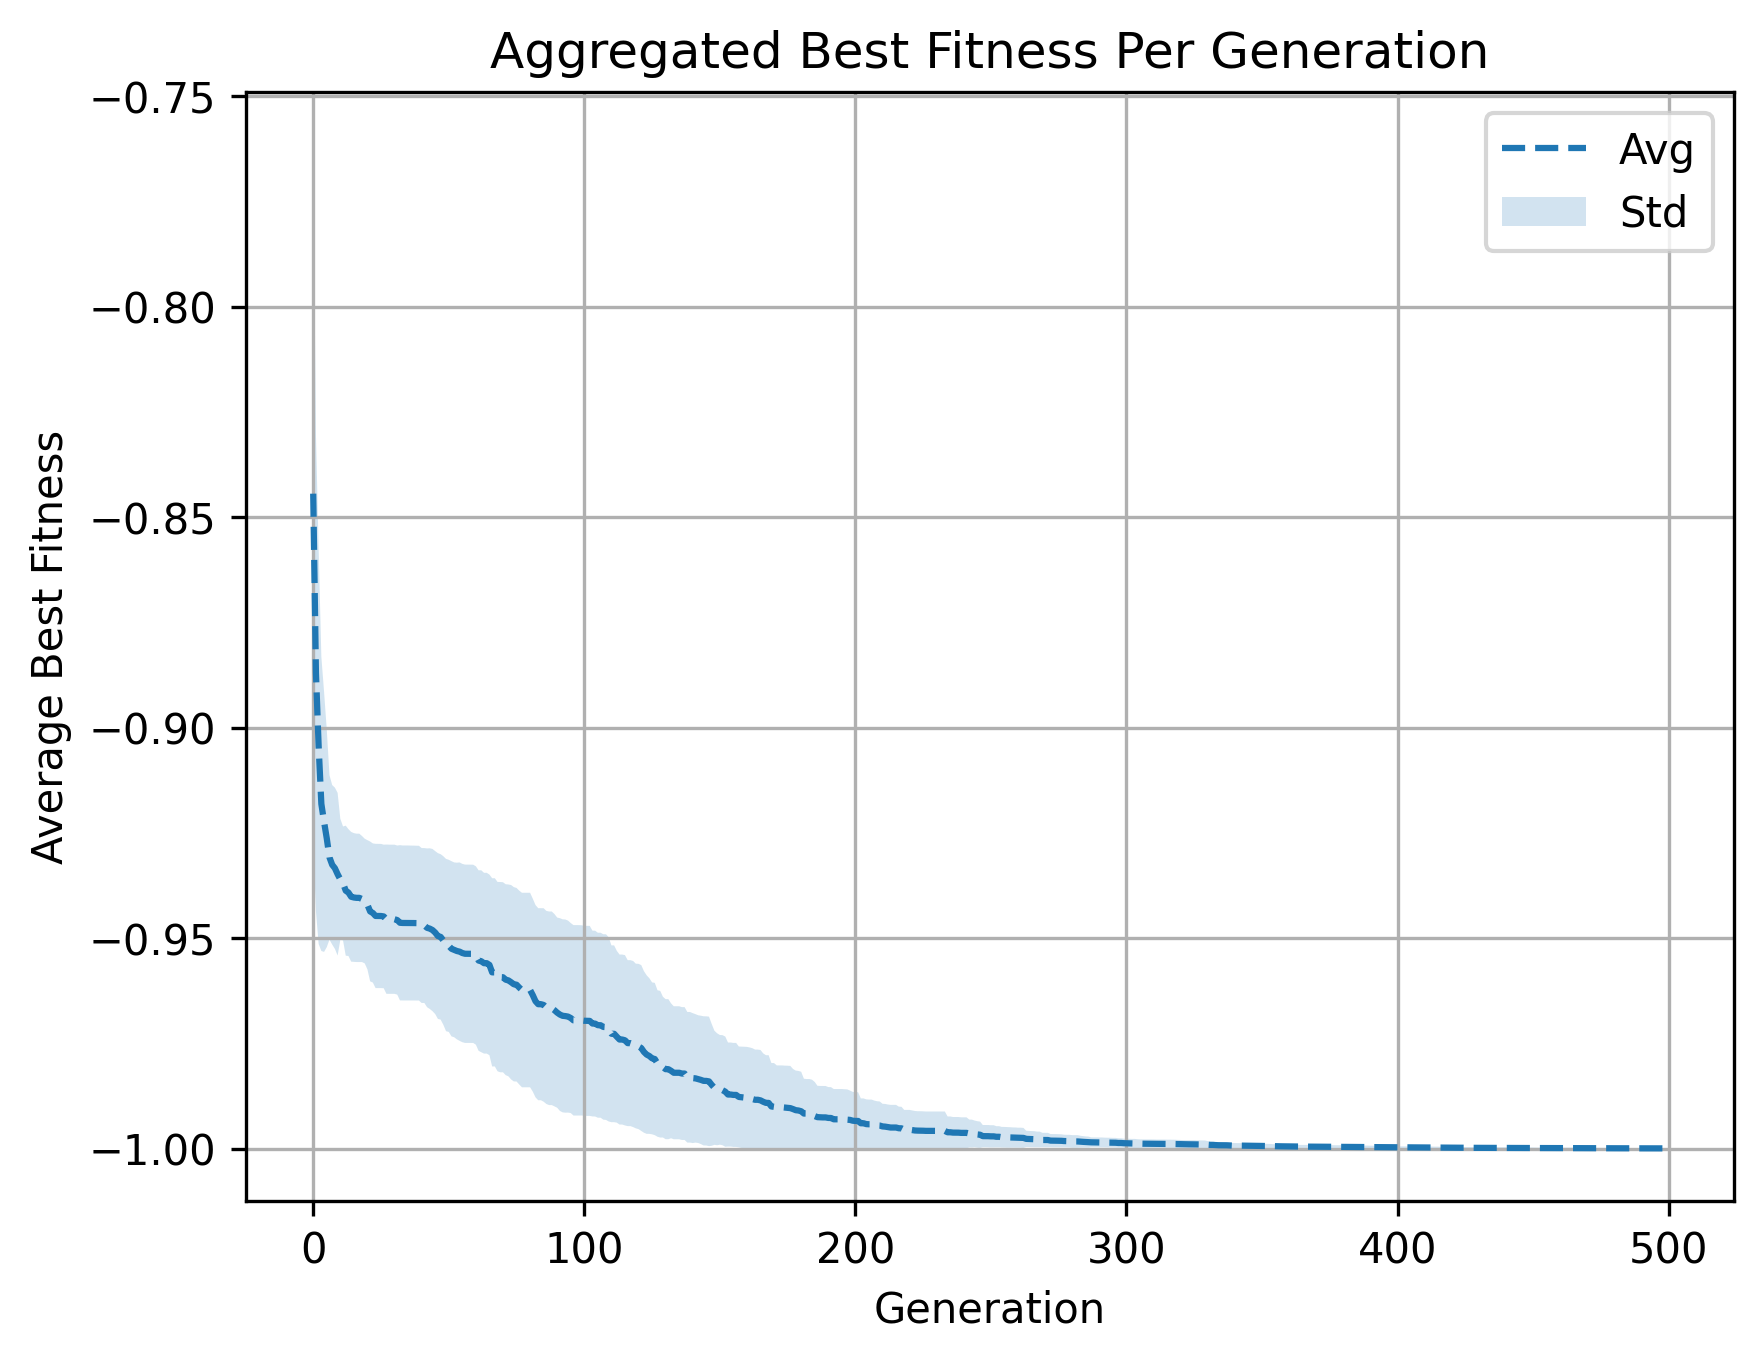 Aggregated Best Fitness Per Generation
−0.75
−0.80
−0.85
−0.90
−0.95
−1.00
Average Best Fitness
Avg
Std
0 100 200 300 400 500
Generation